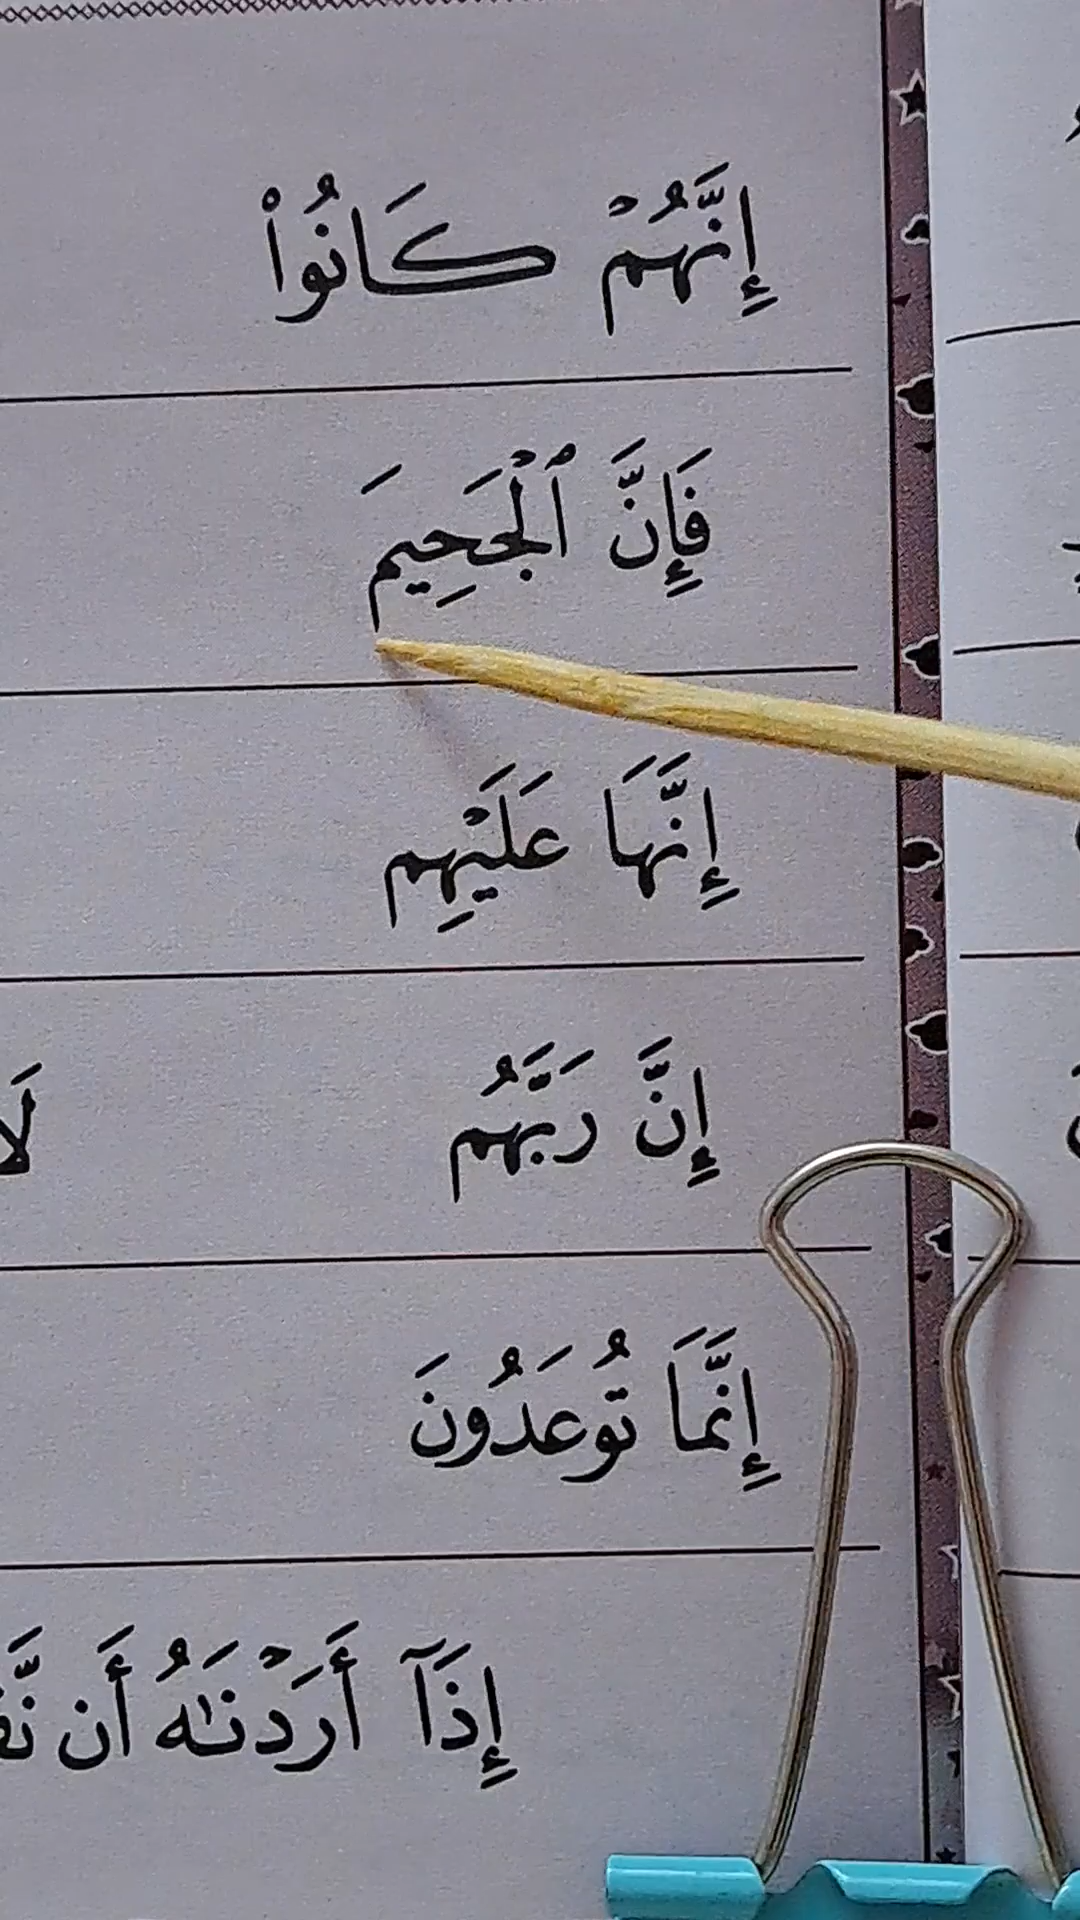 إِنَّهُمْ كَانُوا۟
فَإِنَّ ٱلْجَحِيمَ
إِنَّهَا عَلَيْهِم
إِنَّ رَبَّهُم
إِنَّمَا تُوعَدُونَ
إِذَآ أَرَدْنَـٰهُ أَن